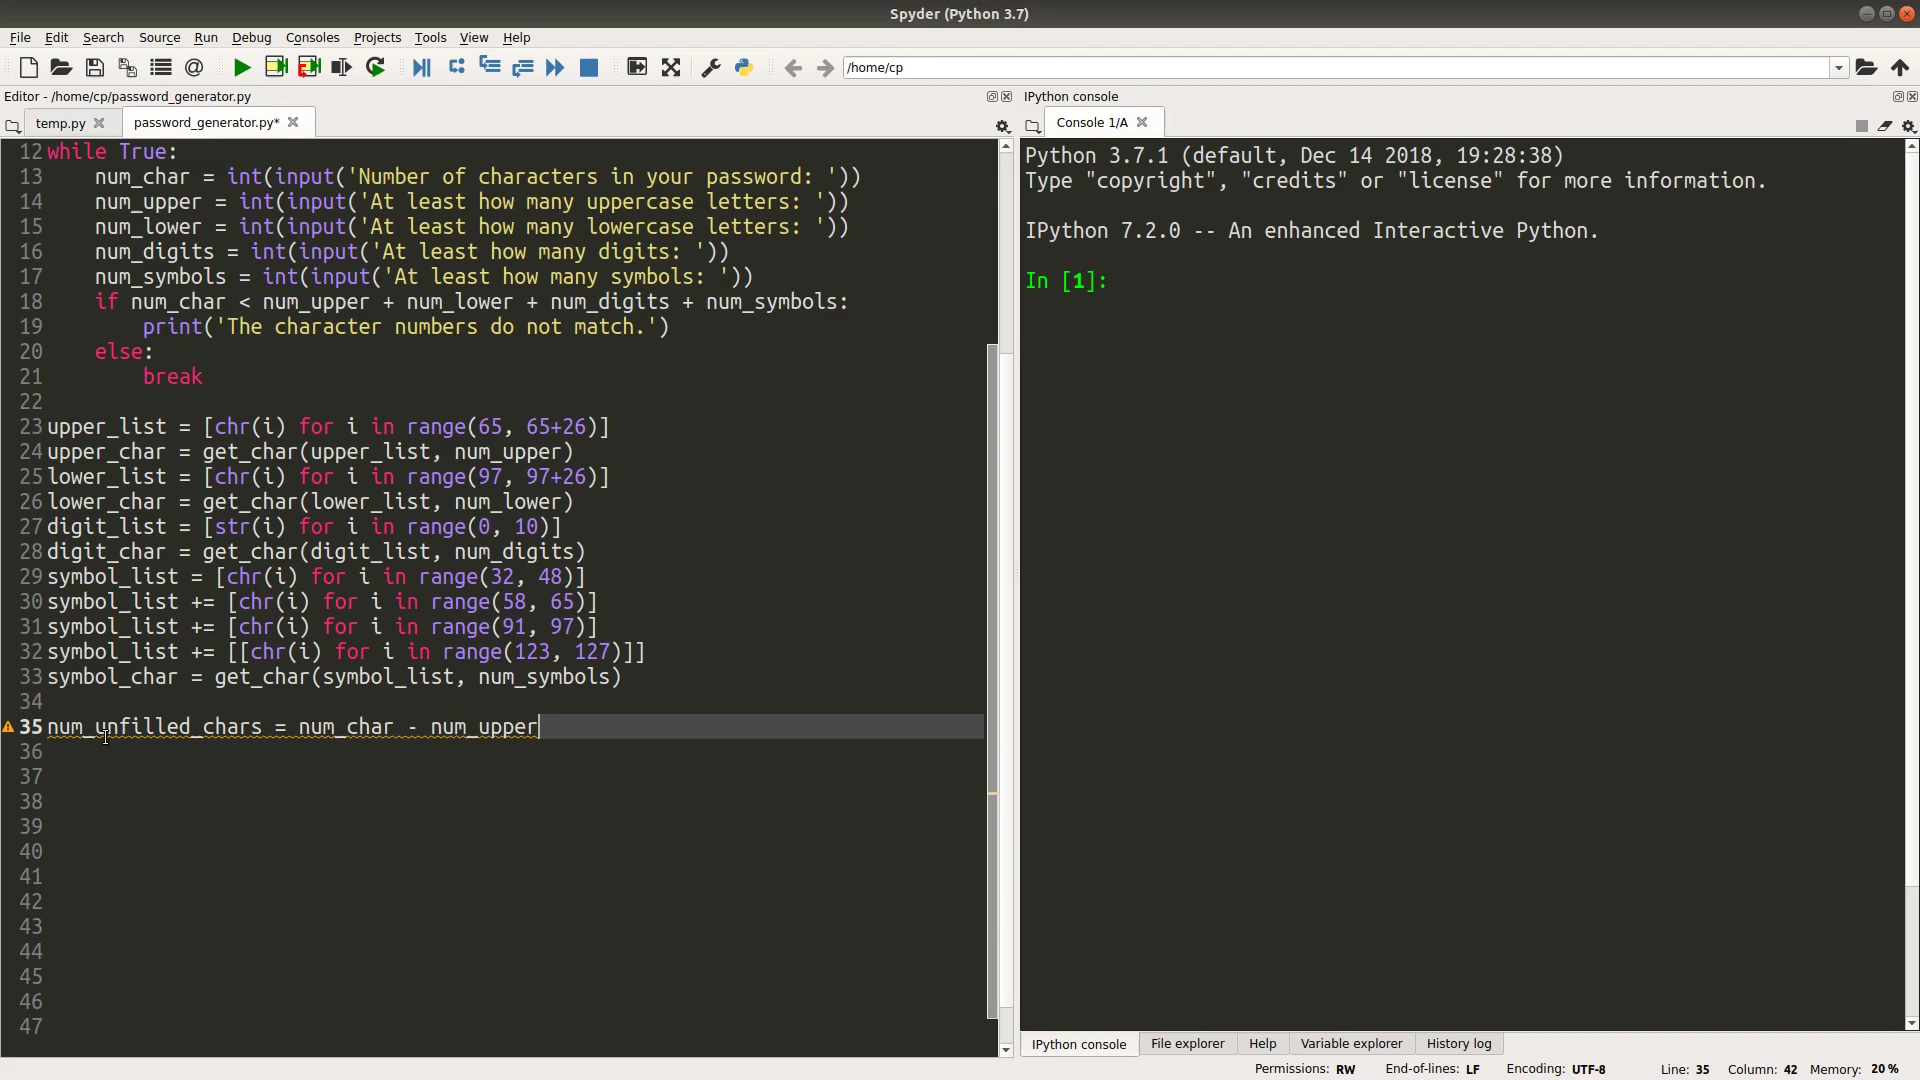 Spyder (Python 3.7)
File Edit Search Source Run Debug Consoles Projects Tools View Help
/home/cp
Editor - /home/cp/password_generator.py
temp.py
password_generator.py*
12 while True:
13     num_char = int(input('Number of characters in your password: '))
14     num_upper = int(input('At least how many uppercase letters: '))
15     num_lower = int(input('At least how many lowercase letters: '))
16     num_digits = int(input('At least how many digits: '))
17     num_symbols = int(input('At least how many symbols: '))
18     if num_char < num_upper + num_lower + num_digits + num_symbols:
19         print('The character numbers do not match.')
20     else:
21         break
22
23 upper_list = [chr(i) for i in range(65, 65+26)]
24 upper_char = get_char(upper_list, num_upper)
25 lower_list = [chr(i) for i in range(97, 97+26)]
26 lower_char = get_char(lower_list, num_lower)
27 digit_list = [str(i) for i in range(0, 10)]
28 digit_char = get_char(digit_list, num_digits)
29 symbol_list = [chr(i) for i in range(32, 48)]
30 symbol_list += [chr(i) for i in range(58, 65)]
31 symbol_list += [chr(i) for i in range(91, 97)]
32 symbol_list += [[chr(i) for i in range(123, 127)]]
33 symbol_char = get_char(symbol_list, num_symbols)
34
35 num_unfilled_chars = num_char - num_upper
36
37
38
39
40
41
42
43
44
45
46
47
IPython console
Console 1/A
Python 3.7.1 (default, Dec 14 2018, 19:28:38)
Type "copyright", "credits" or "license" for more information.
IPython 7.2.0 -- An enhanced Interactive Python.
In [1]:
IPython console File explorer Help Variable explorer History log
Permissions: RW End-of-lines: LF Encoding: UTF-8 Line: 35 Column: 42 Memory: 20 %